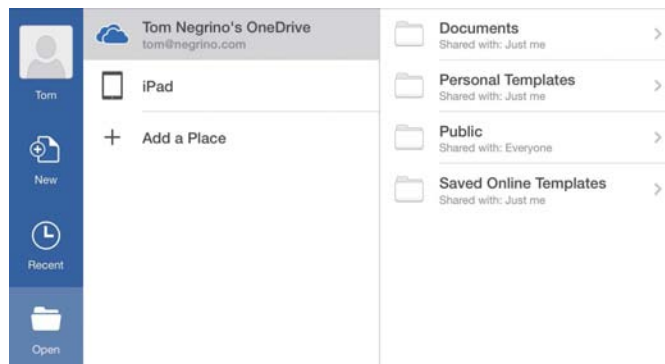 Tom
New
Recent
Open
Tom Negrino's OneDrive
tom@negrino.com
iPad
Add a Place
Documents
Shared with: Just me
Personal Templates
Shared with: Just me
Public
Shared with: Everyone
Saved Online Templates
Shared with: Just me